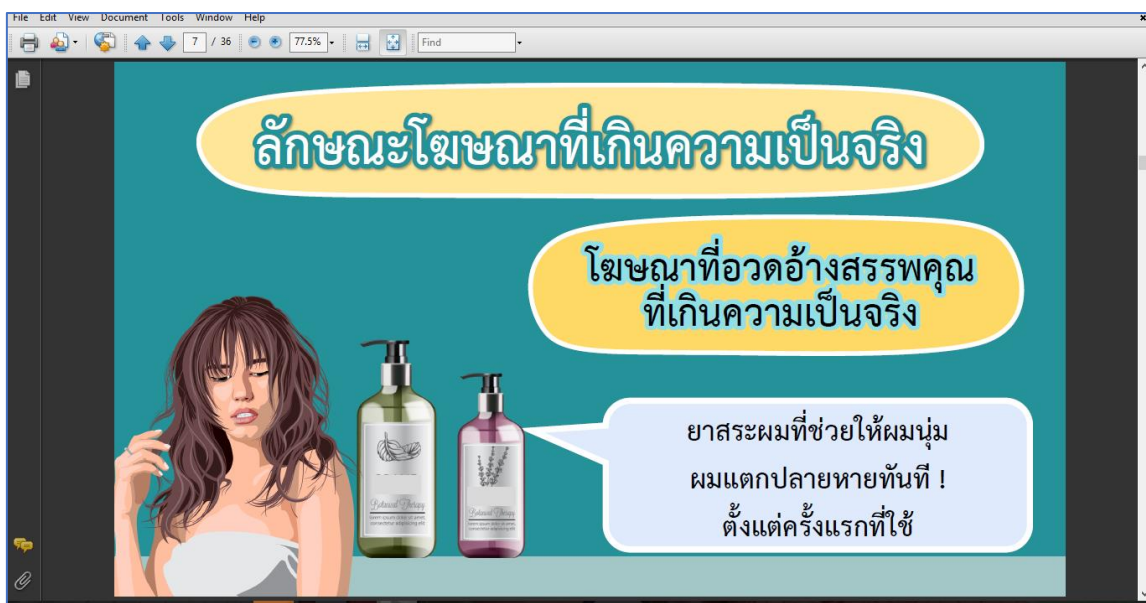 File Edit View Document Tools Window Help
7 / 36 77.5% Find
ลักษณะโฆษณาที่เกินความเป็นจริง
โฆษณาที่อวดอ้างสรรพคุณ
ที่เกินความเป็นจริง
ยาสระผมที่ช่วยให้ผมนุ่ม
ผมแตกปลายหายทันที !
ตั้งแต่ครั้งแรกที่ใช้
Botanical Therapy
Botanical Therapy